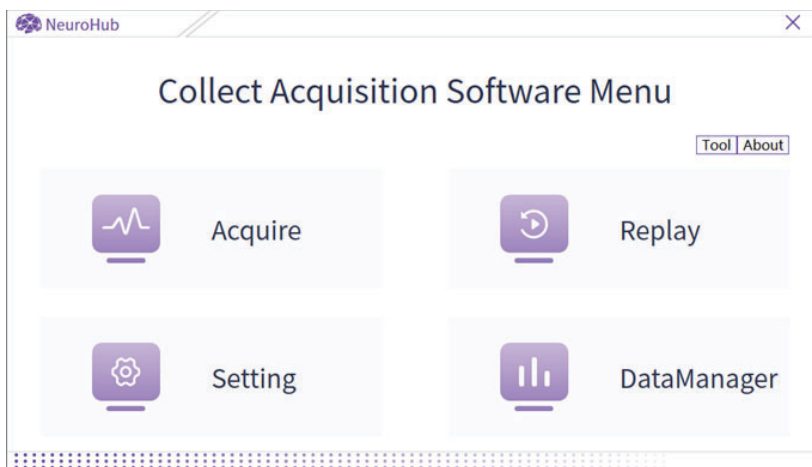 NeuroHub
Collect Acquisition Software Menu
Tool About
Acquire
Replay
Setting
DataManager